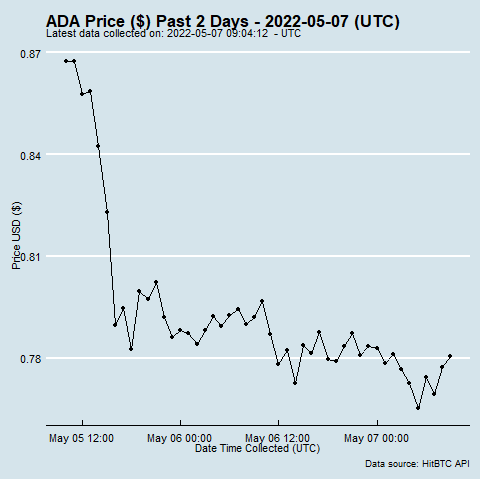 ADA Price ($) Past 2 Days - 2022-05-07 (UTC)
Latest data collected on: 2022-05-07 09:04:12  - UTC
0.87
0.84
0.81
0.78
Price USD ($)
May 05 12:00
May 06 00:00
May 06 12:00
May 07 00:00
Date Time Collected (UTC)
Data source: HitBTC API